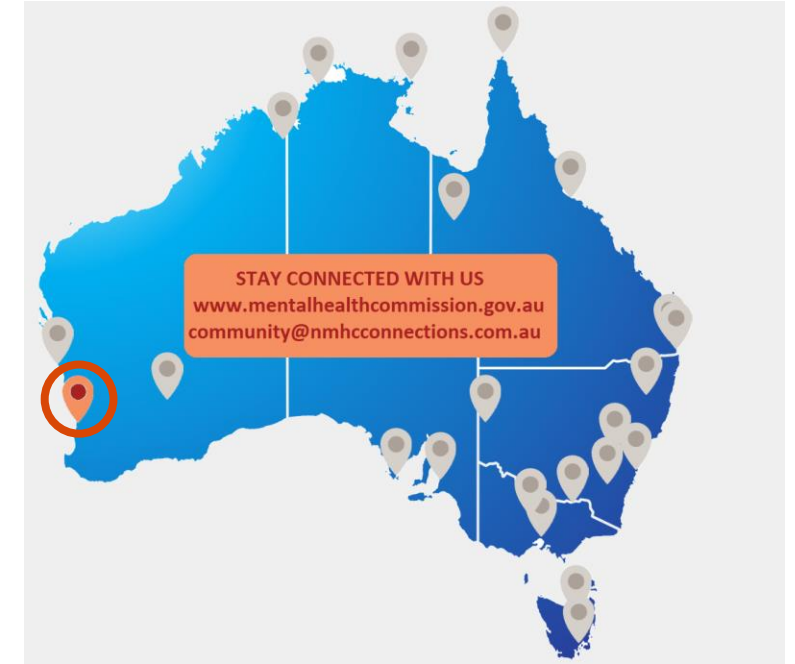 STAY CONNECTED WITH US
www.mentalhealthcommission.gov.au
community@nmhcconnections.com.au